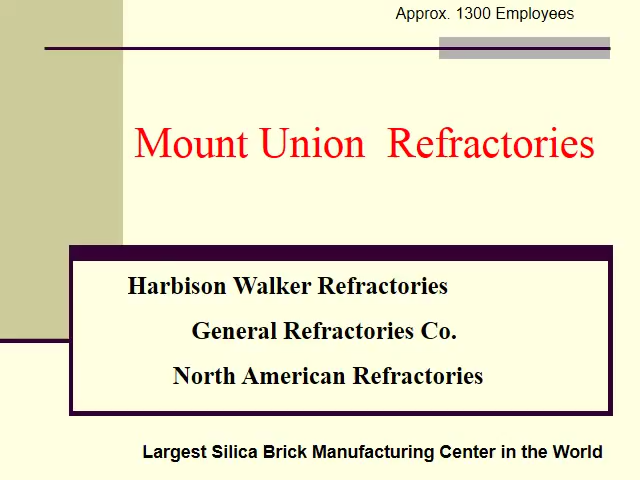 Approx. 1300 Employees
Mount Union  Refractories
Harbison Walker Refractories
General Refractories Co.
North American Refractories
Largest Silica Brick Manufacturing Center in the World